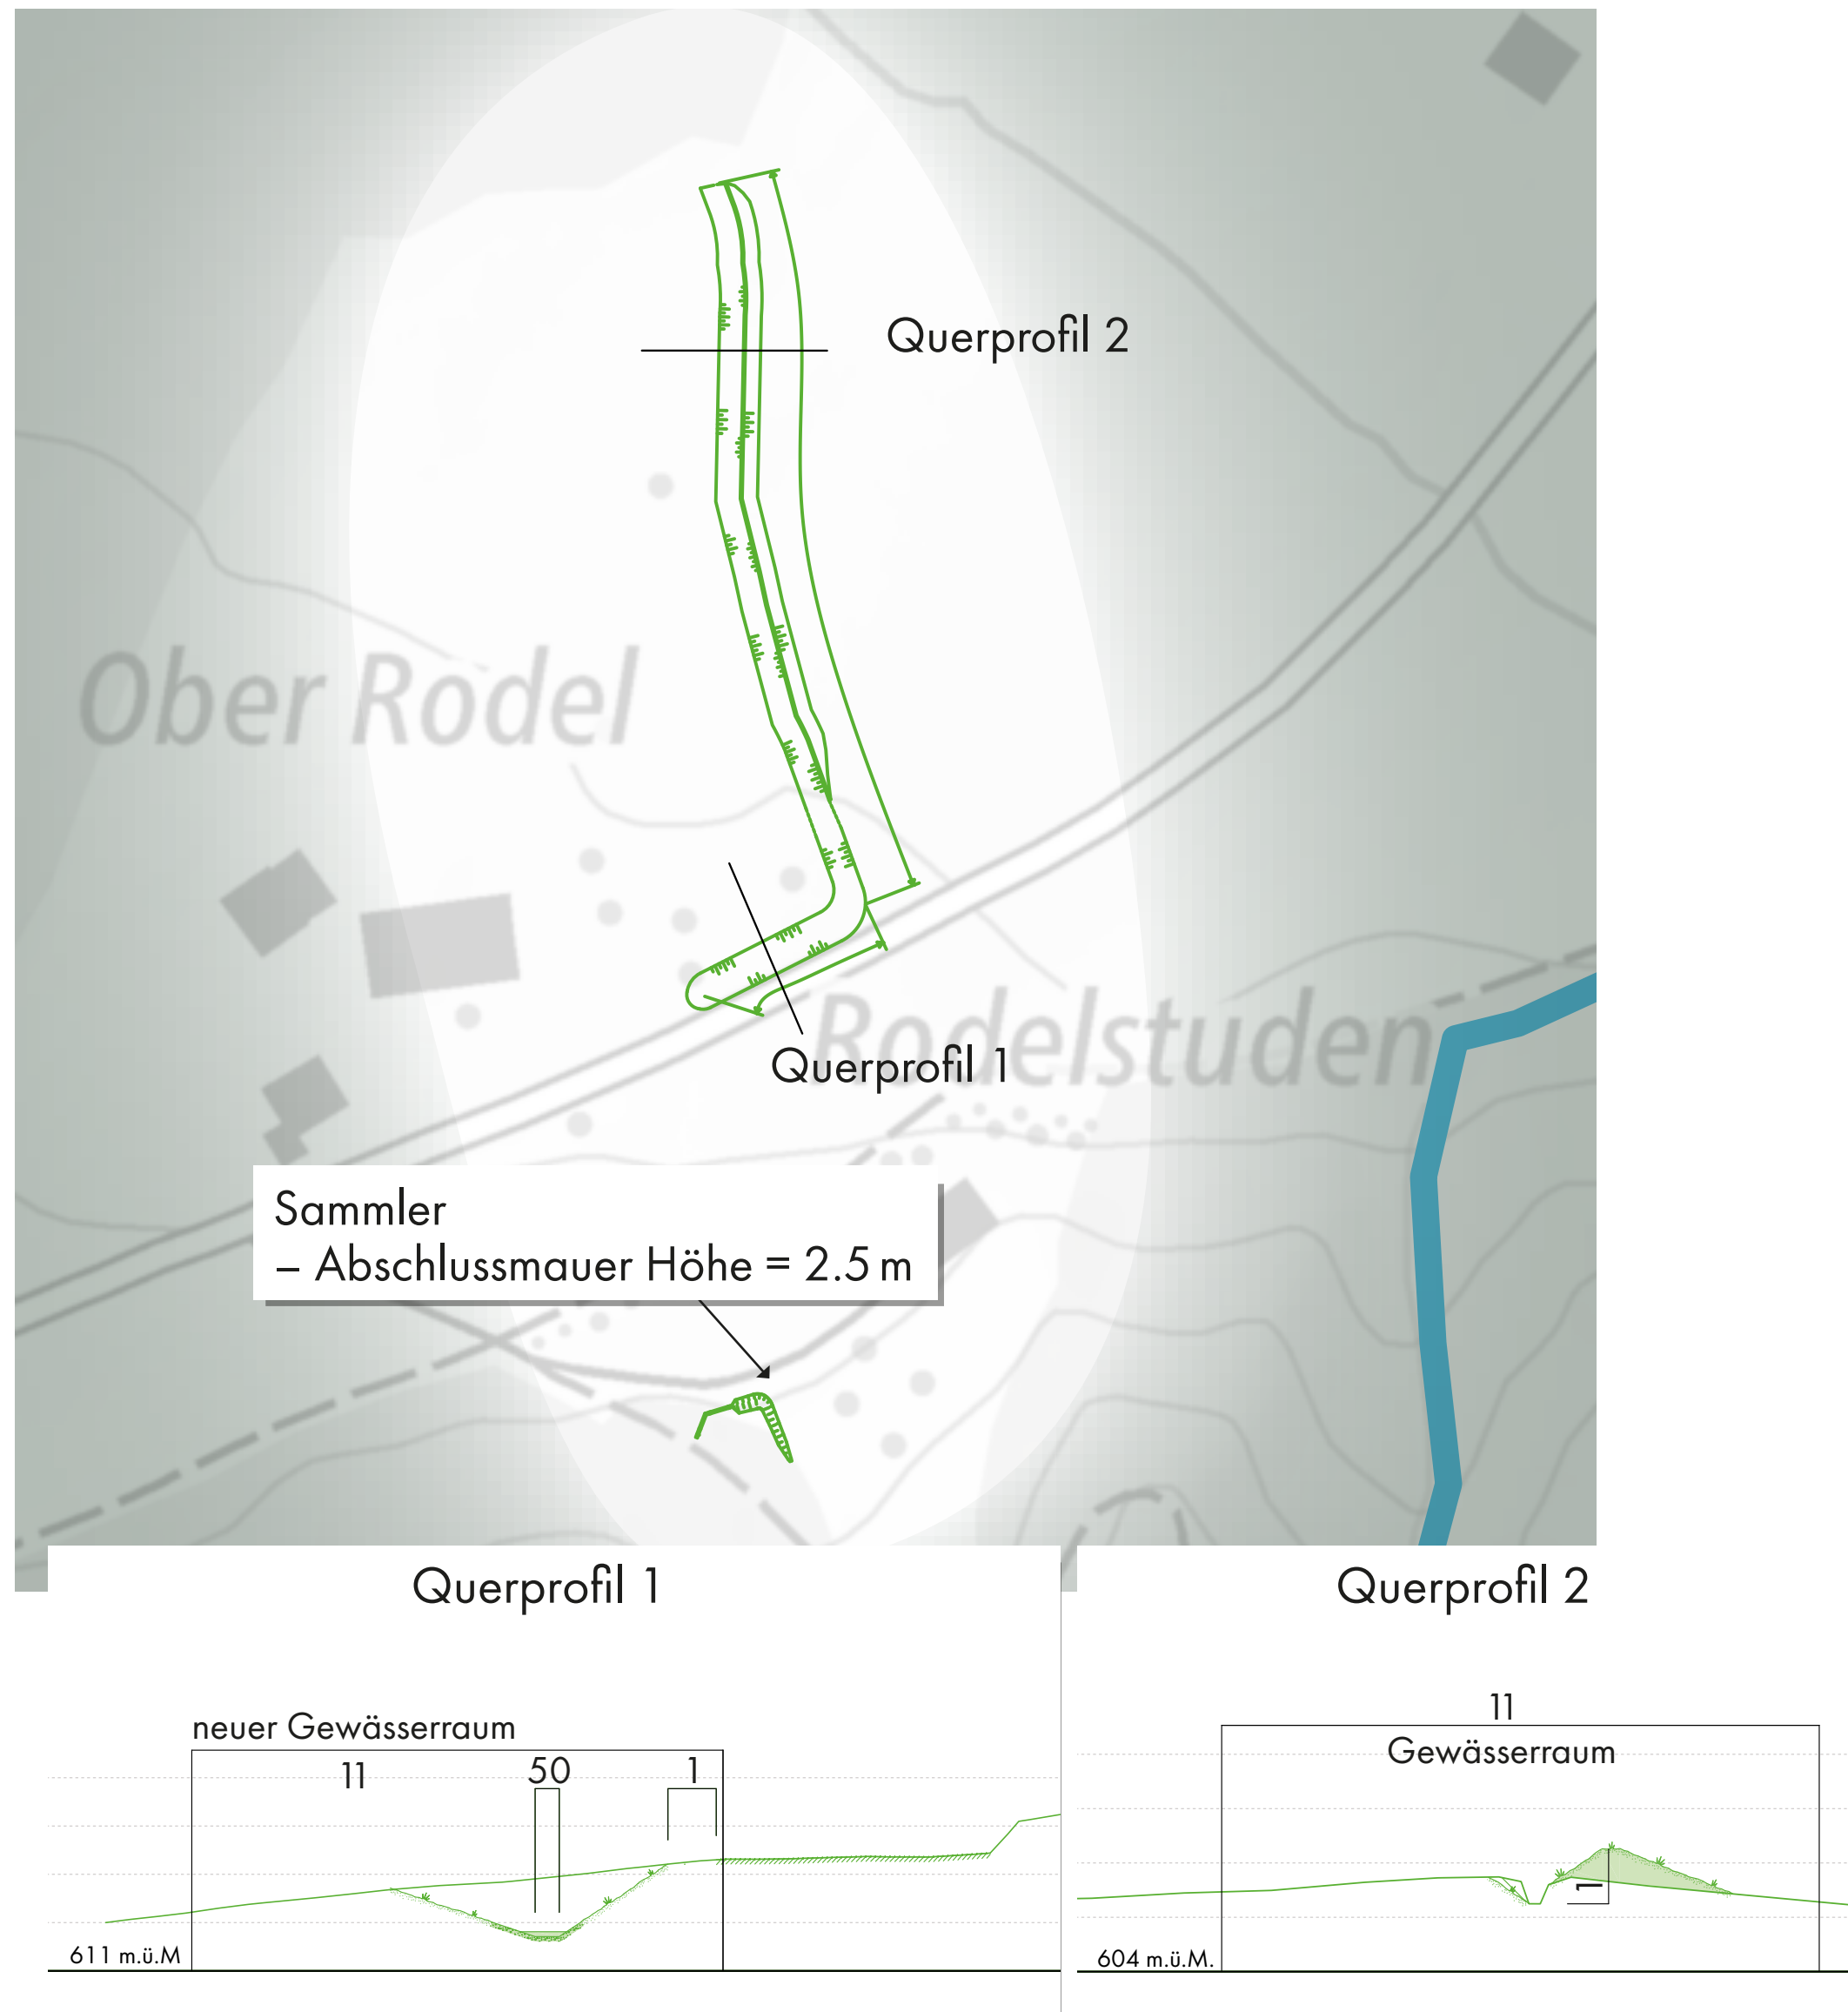 Querprofil 2
Ober Rodel
Rodelstuden
Querprofil 1
Sammler
– Abschlussmauer Höhe = 2.5 m
Querprofil 1
neuer Gewässerraum
11
50
1
611 m.ü.M
Querprofil 2
11
Gewässerraum
1
604 m.ü.M.